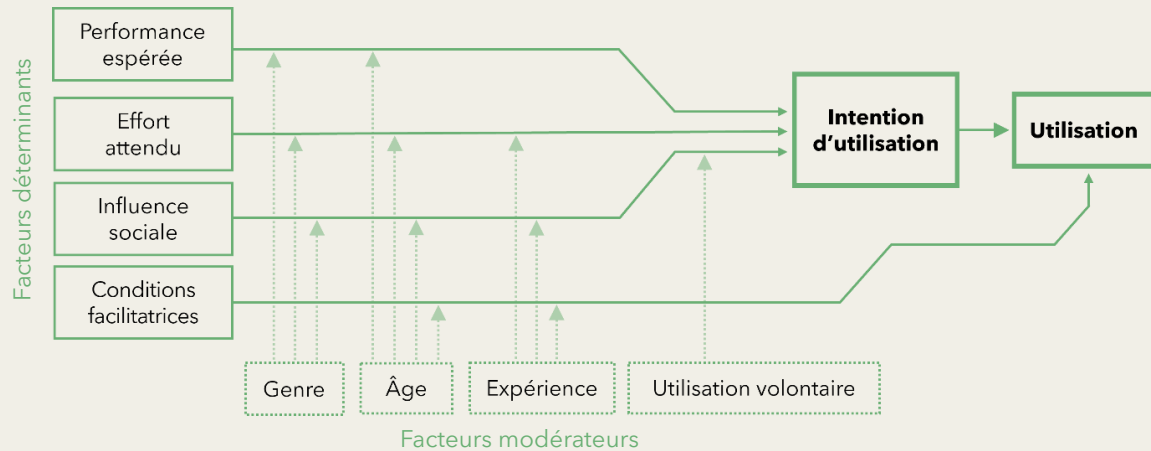 Facteurs déterminants
Performance
espérée
Effort
attendu
Influence
sociale
Conditions
facilitatrices
Intention
d’utilisation
Utilisation
Genre
Âge
Expérience
Utilisation volontaire
Facteurs modérateurs